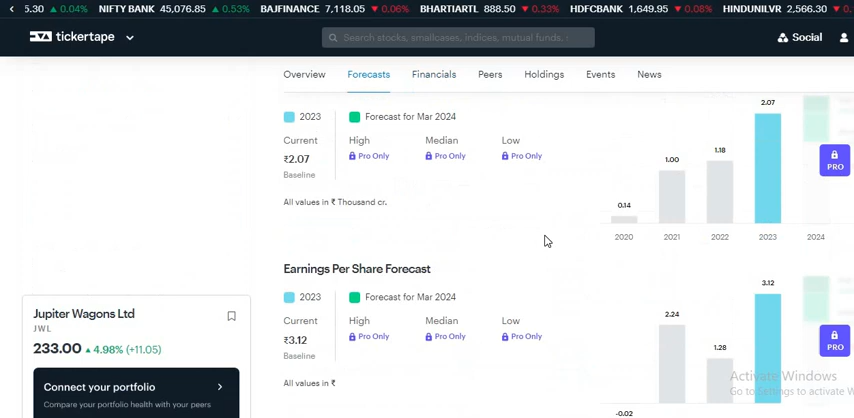 5.30 ▲ 0.04% NIFTY BANK 45,076.85 ▲ 0.53% BAJFINANCE 7,118.05 ▼ 0.06% BHARTIARTL 888.50 ▼ 0.33% HDFCBANK 1,649.95 ▼ 0.08% HINDUNILVR 2,566.30 ▼ 0.
tickertape
Search stocks, smallcases, indices, mutual funds,
Social
Overview Forecasts Financials Peers Holdings Events News
2023 Forecast for Mar 2024
Current High Median Low
₹2.07 Pro Only Pro Only Pro Only
Baseline
All values in ₹ Thousand cr.
0.14 1.00 1.18 2.07
PRO
2020 2021 2022 2023 2024
Earnings Per Share Forecast
2023 Forecast for Mar 2024
Current High Median Low
₹3.12 Pro Only Pro Only Pro Only
Baseline
All values in ₹
-0.02 2.24 1.28 3.12
PRO
Jupiter Wagons Ltd
JWL
233.00 ▲ 4.98% (+11.05)
Connect your portfolio
Compare your portfolio health with your peers
Activate Windows
Go to Settings to activate W